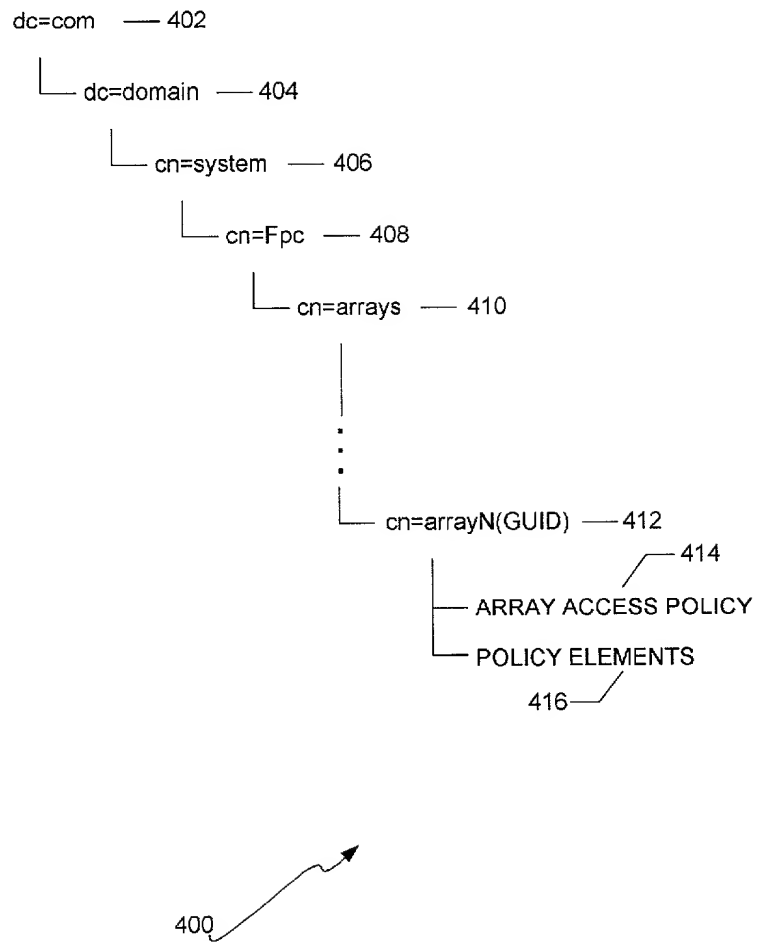 dc=com 402
dc=domain 404
cn=system 406
cn=Fpc 408
cn=arrays 410
cn=arrayN(GUID) 412
414
ARRAY ACCESS POLICY
POLICY ELEMENTS
416
400